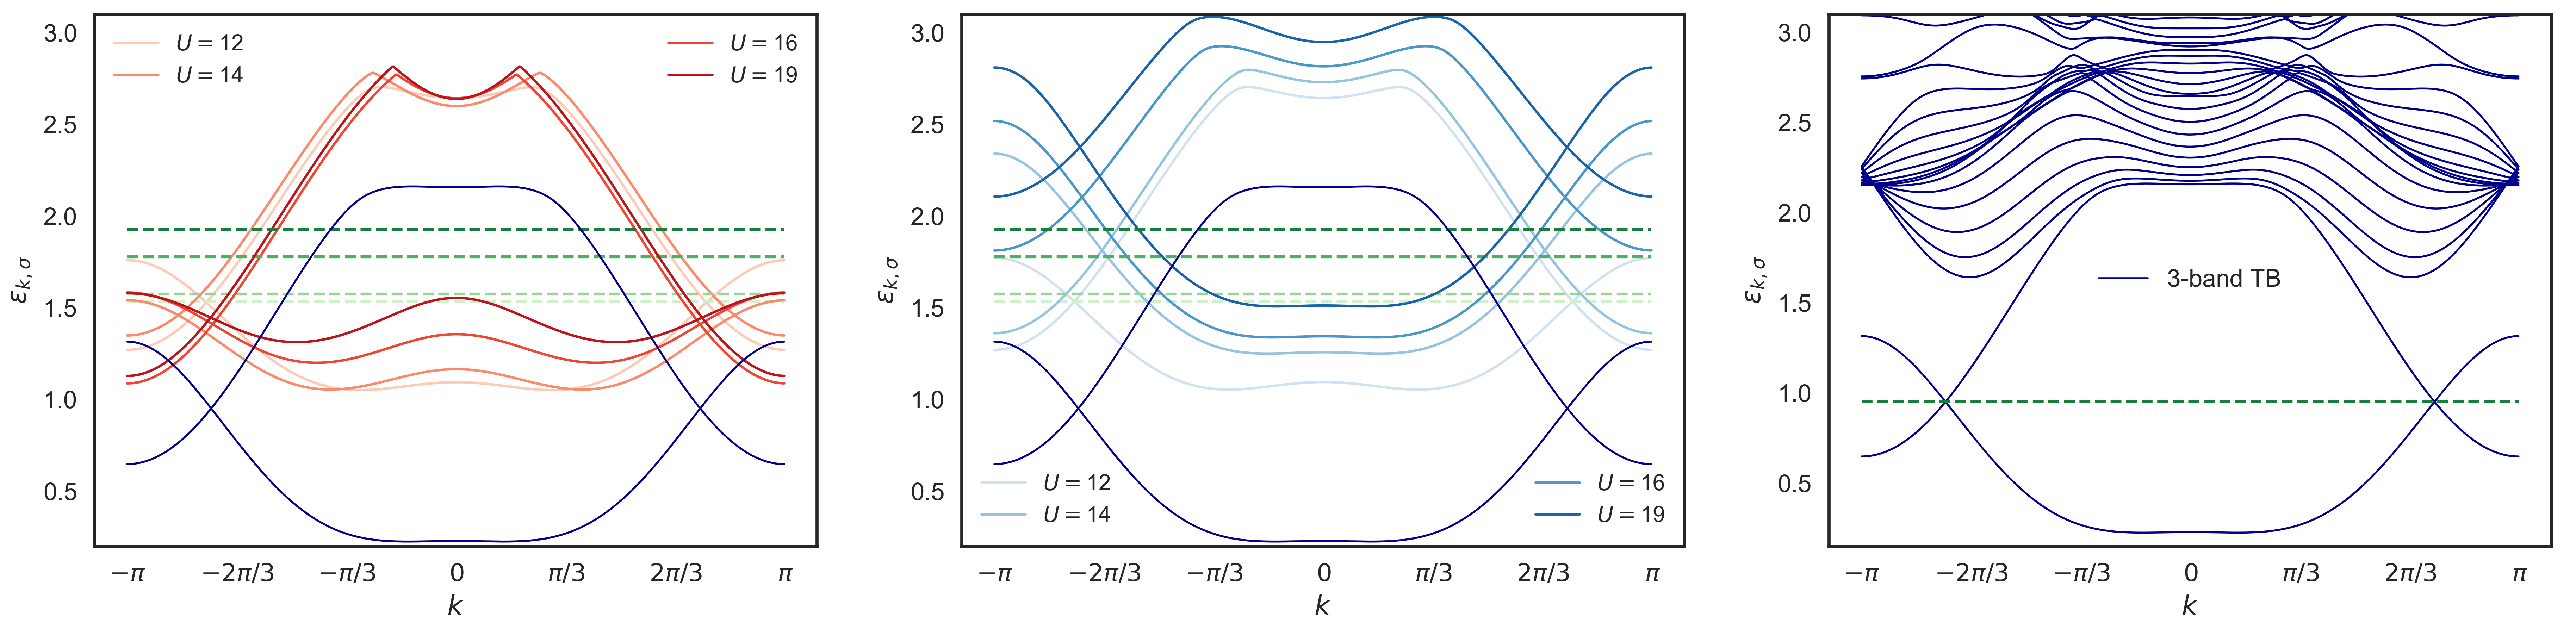 3.0
2.5
2.0
1.5
1.0
0.5
ε_{k, σ}
U = 12
U = 14
U = 16
U = 19
−π
−2π/3
−π/3
0
π/3
2π/3
π
k
3.0
2.5
2.0
1.5
1.0
0.5
ε_{k, σ}
U = 12
U = 14
U = 16
U = 19
−π
−2π/3
−π/3
0
π/3
2π/3
π
k
3.0
2.5
2.0
1.5
1.0
0.5
ε_{k, σ}
3-band TB
−π
−2π/3
−π/3
0
π/3
2π/3
π
k